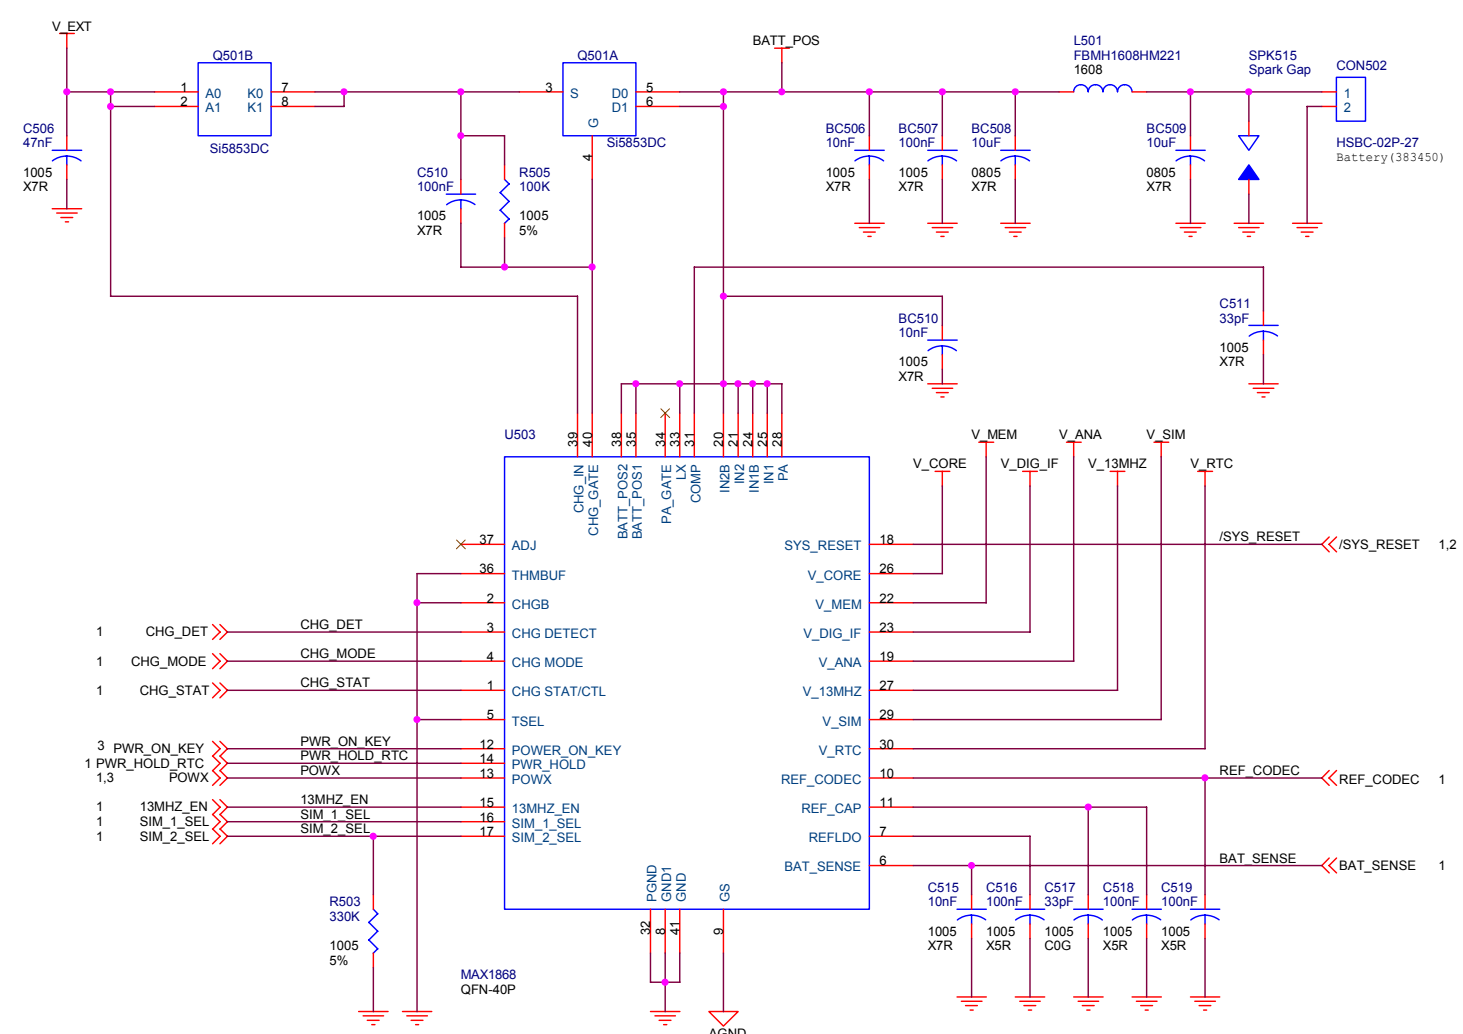 V_EXT
Q501B
1 A0 K0 7
2 A1 K1 8
Si5853DC
C506
47nF
1005
X7R
Q501A
3 S D0 5
D1 6
G
4
Si5853DC
C510
100nF
1005
X7R
R505
100K
1005
5%
BATT_POS
L501
FBMH1608HM221
1608
SPK515
Spark Gap
CON502
1
2
HSBC-02P-27
Battery(383450)
BC506
10nF
1005
X7R
BC507
100nF
1005
X7R
BC508
10uF
0805
X7R
BC509
10uF
0805
X7R
BC510
10nF
1005
X7R
C511
33pF
1005
X7R
U503
39 CHG_IN
40 CHG_GATE
38 BATT_POS2
35 BATT_POS1
34 PA_GATE
33 LX
31 COMP
20 IN2B
21 IN2
24 IN1B
25 IN1
28 PA
V_MEM
V_ANA
V_SIM
V_CORE
V_DIG_IF
V_13MHZ
V_RTC
37 ADJ
36 THMBUF
2 CHGB
1 CHG_DET CHG_DET 3 CHG DETECT
1 CHG_MODE CHG_MODE 4 CHG MODE
1 CHG_STAT CHG_STAT 1 CHG STAT/CTL
5 TSEL
3 PWR_ON_KEY PWR_ON_KEY 12 POWER_ON_KEY
1 PWR_HOLD_RTC PWR_HOLD_RTC 14 PWR_HOLD
1,3 POWX POWX 13 POWX
1 13MHZ_EN 13MHZ_EN 15 13MHZ_EN
1 SIM_1_SEL SIM_1_SEL 16 SIM_1_SEL
1 SIM_2_SEL SIM_2_SEL 17 SIM_2_SEL
SYS_RESET 18 /SYS_RESET /SYS_RESET 1,2
V_CORE 26
V_MEM 22
V_DIG_IF 23
V_ANA 19
V_13MHZ 27
V_SIM 29
V_RTC 30
REF_CODEC 10 REF_CODEC REF_CODEC 1
REF_CAP 11
REFLDO 7
BAT_SENSE 6 BAT_SENSE BAT_SENSE 1
PGND 32
GND1 8
GND 41
GS 9
R503
330K
1005
5%
MAX1868
QFN-40P
AGND
C515
10nF
1005
X7R
C516
100nF
1005
X5R
C517
33pF
1005
C0G
C518
100nF
1005
X5R
C519
100nF
1005
X5R